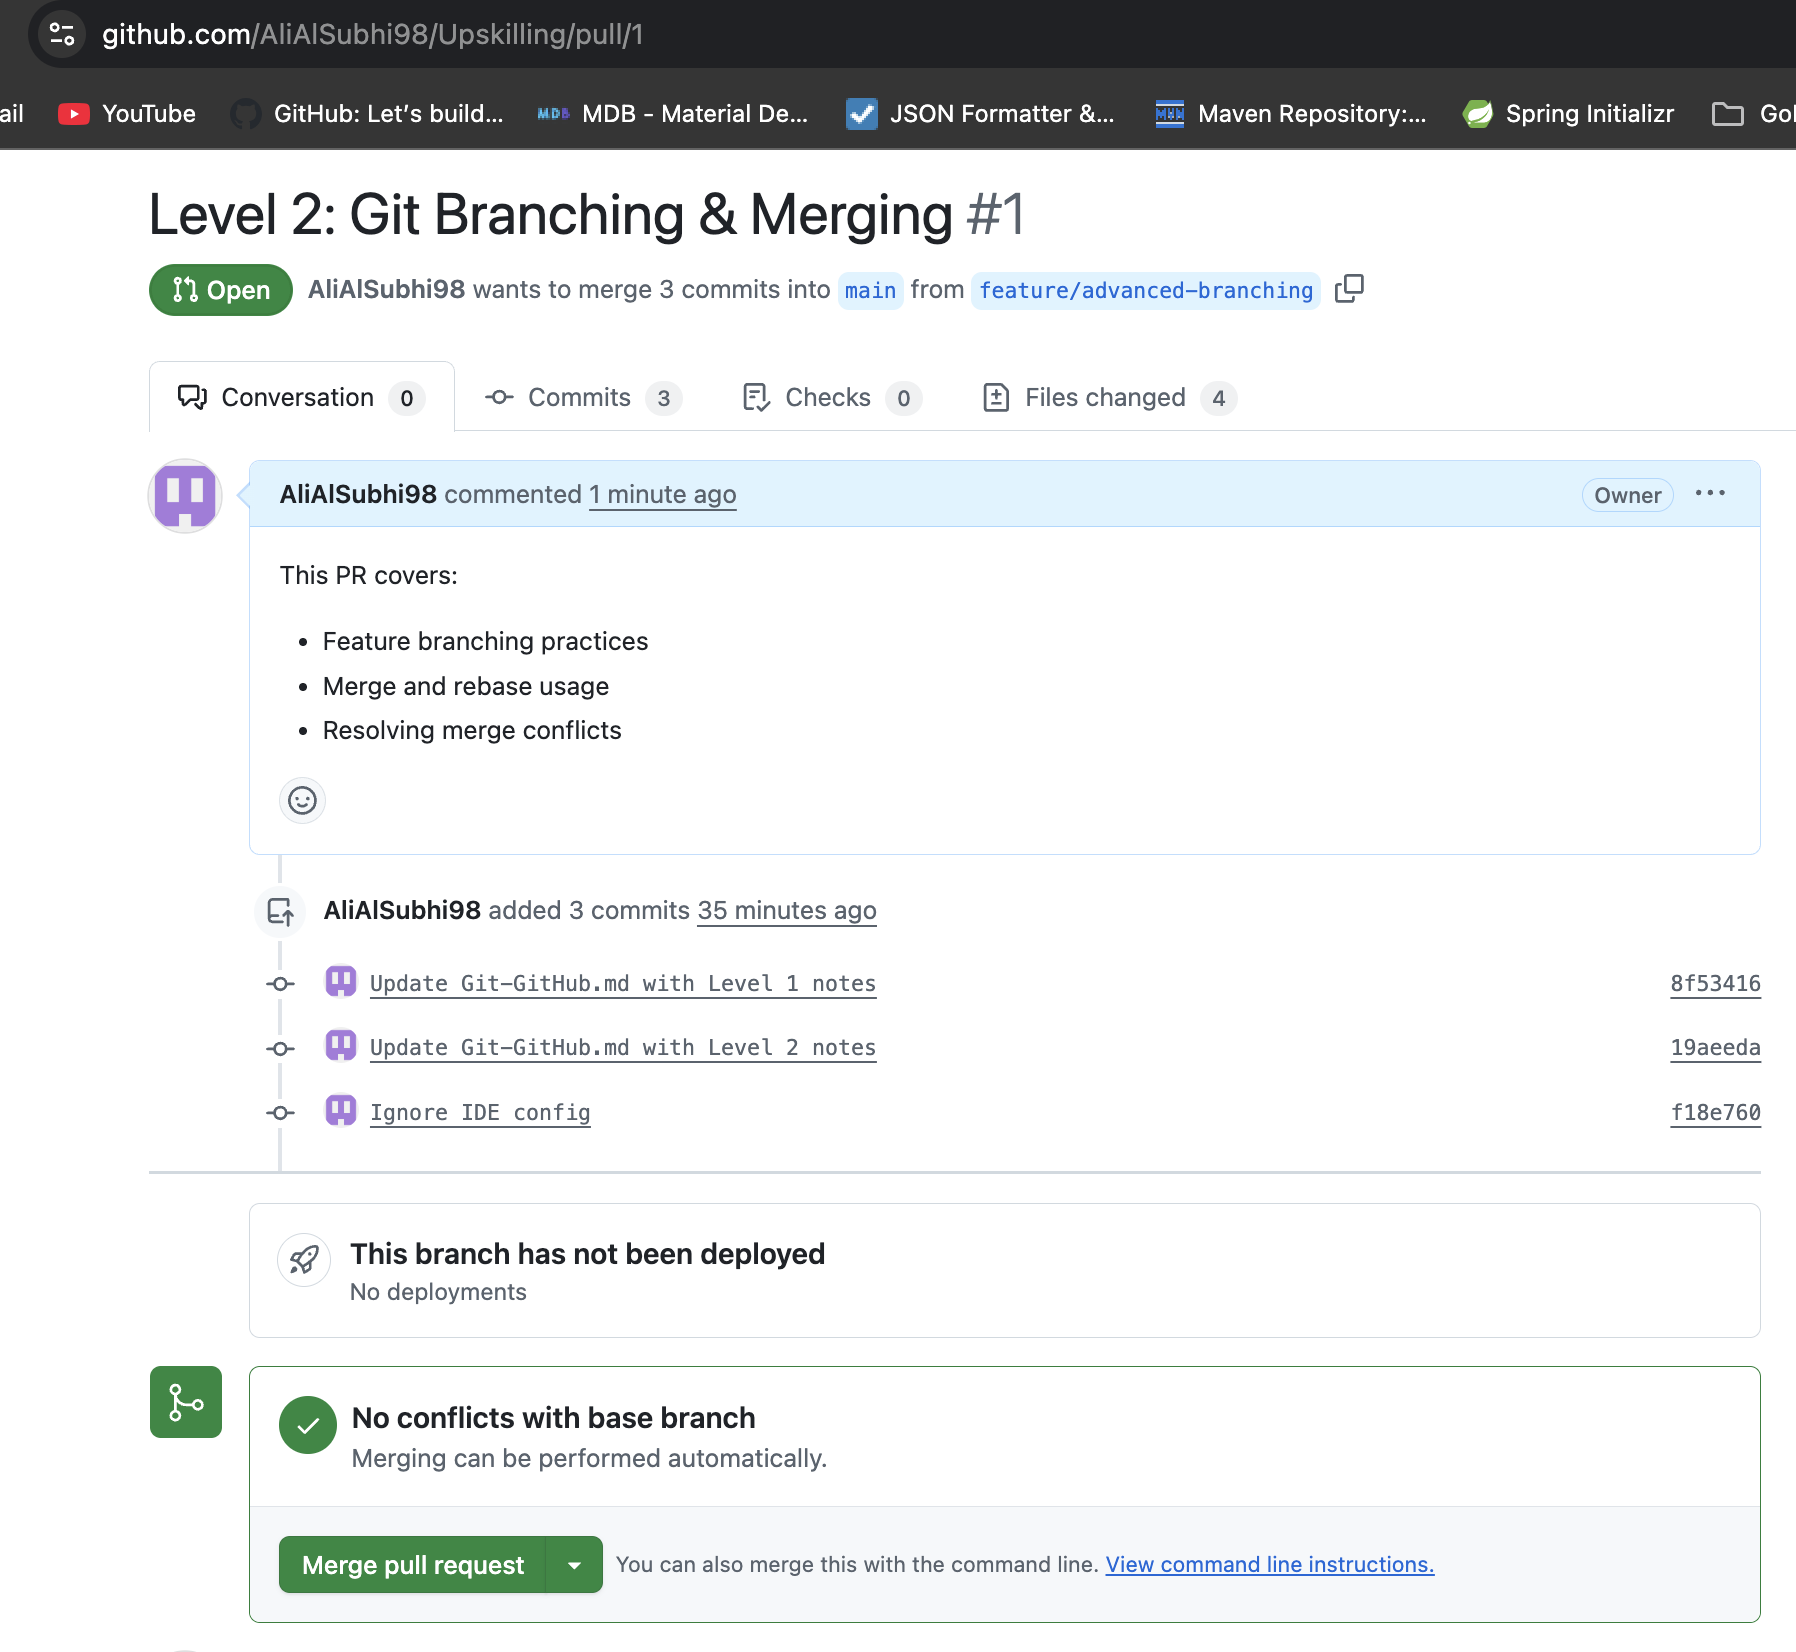 github.com/AliAlSubhi98/Upskilling/pull/1
ail YouTube GitHub: Let's build... MDB MDB - Material De... JSON Formatter &... MVN Maven Repository:... Spring Initializr Gol
Level 2: Git Branching & Merging #1
Open AliAlSubhi98 wants to merge 3 commits into main from feature/advanced-branching
Conversation 0 Commits 3 Checks 0 Files changed 4
AliAlSubhi98 commented 1 minute ago Owner ...
This PR covers:
• Feature branching practices
• Merge and rebase usage
• Resolving merge conflicts
AliAlSubhi98 added 3 commits 35 minutes ago
Update Git-GitHub.md with Level 1 notes 8f53416
Update Git-GitHub.md with Level 2 notes 19aeeda
Ignore IDE config f18e760
This branch has not been deployed
No deployments
No conflicts with base branch
Merging can be performed automatically.
Merge pull request You can also merge this with the command line. View command line instructions.